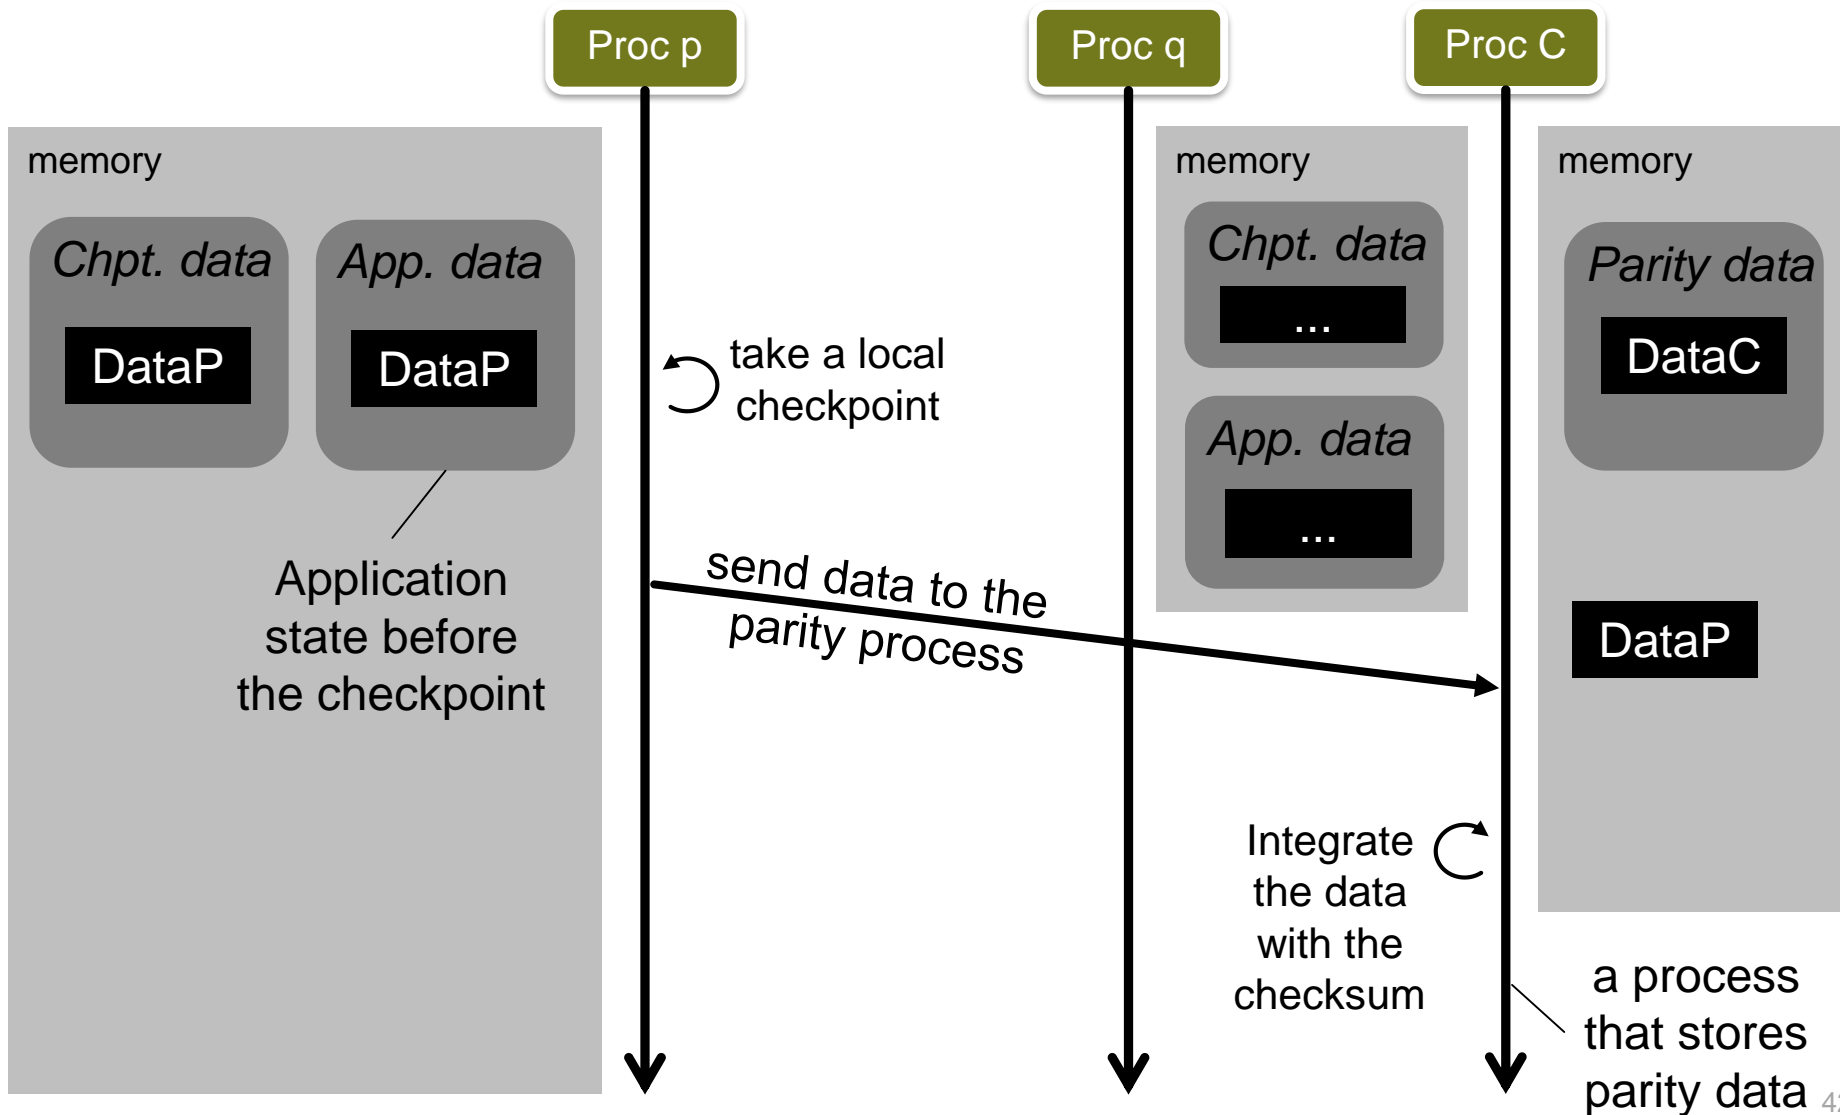 Proc p
Proc q
Proc C
memory
Chpt. data
DataP
App. data
DataP
Application
state before
the checkpoint
take a local
checkpoint
send data to the
parity process
memory
Chpt. data
...
App. data
...
memory
Parity data
DataC
DataP
Integrate
the data
with the
checksum
a process
that stores
parity data